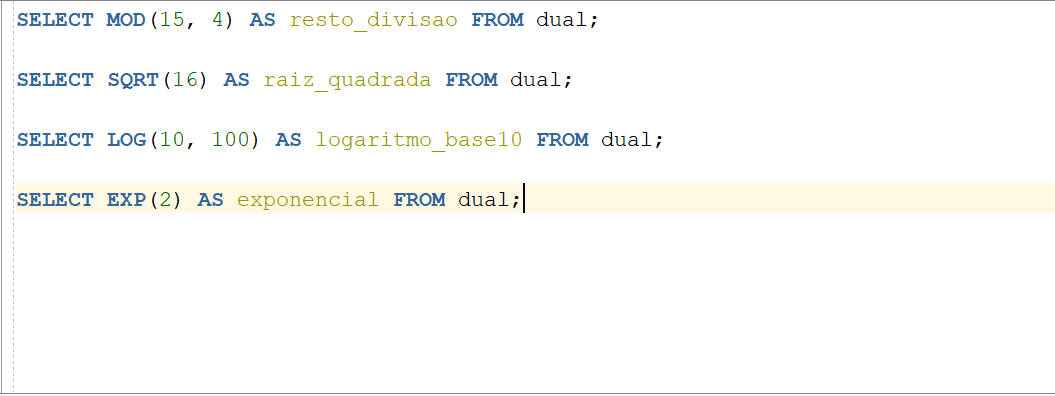 SELECT MOD(15, 4) AS resto_divisao FROM dual;
SELECT SQRT(16) AS raiz_quadrada FROM dual;
SELECT LOG(10, 100) AS logaritmo_base10 FROM dual;
SELECT EXP(2) AS exponencial FROM dual;